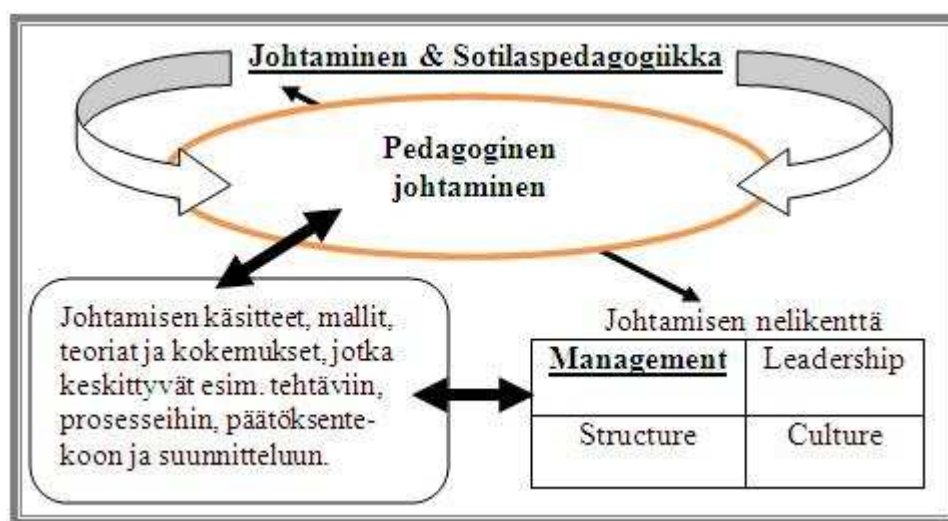 Johtaminen & Sotilaspedagogiikka
Pedagoginen
johtaminen
Johtamisen käsitteet, mallit,
teoriat ja kokemukset, jotka
keskittyvät esim. tehtäviin,
prosesseihin, päätöksente-
koon ja suunnitteluun.
Johtamisen nelikenttä
Management Leadership
Structure Culture